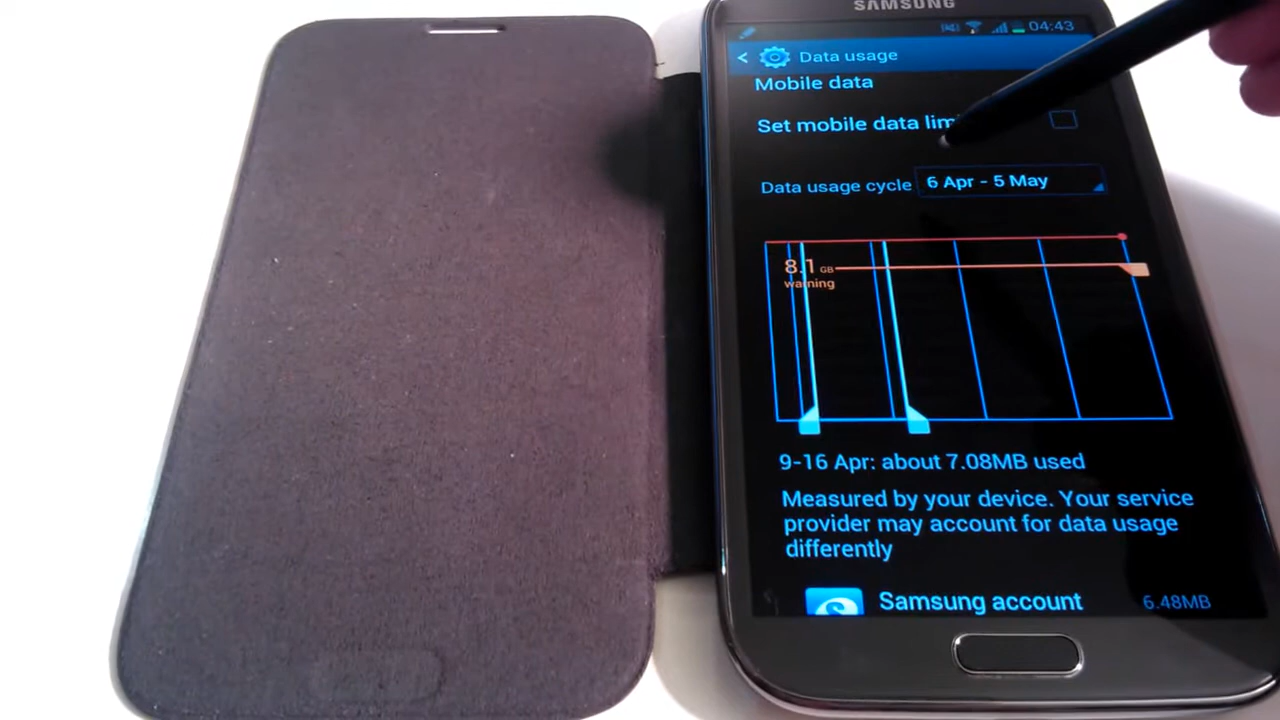 SAMSUNG
04:43
< Data usage
Mobile data
Set mobile data
Data usage cycle 6 Apr - 5 May
8.1 GB
warning
9-16 Apr: about 7.08MB used
Measured by your device. Your service
provider may account for data usage
differently
Samsung account 6.48MB